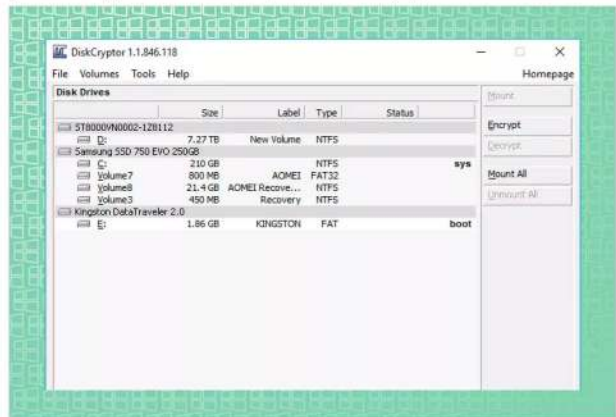 DiskCryptor 1.1.846.118
File Volumes Tools Help Homepage
Disk Drives
Size Label Type Status
ST8000VN0002-1Z8112
D: 7.27 TB New Volume NTFS
Samsung SSD 750 EVO 250GB
C: 210 GB NTFS sys
Volume7 800 MB AOMEI FAT32
Volume8 21.4 GB AOMEI Recove... NTFS
Volume3 450 MB Recovery NTFS
Kingston DataTraveler 2.0
E: 1.86 GB KINGSTON FAT boot
Mount
Encrypt
Decrypt
Mount All
Unmount All